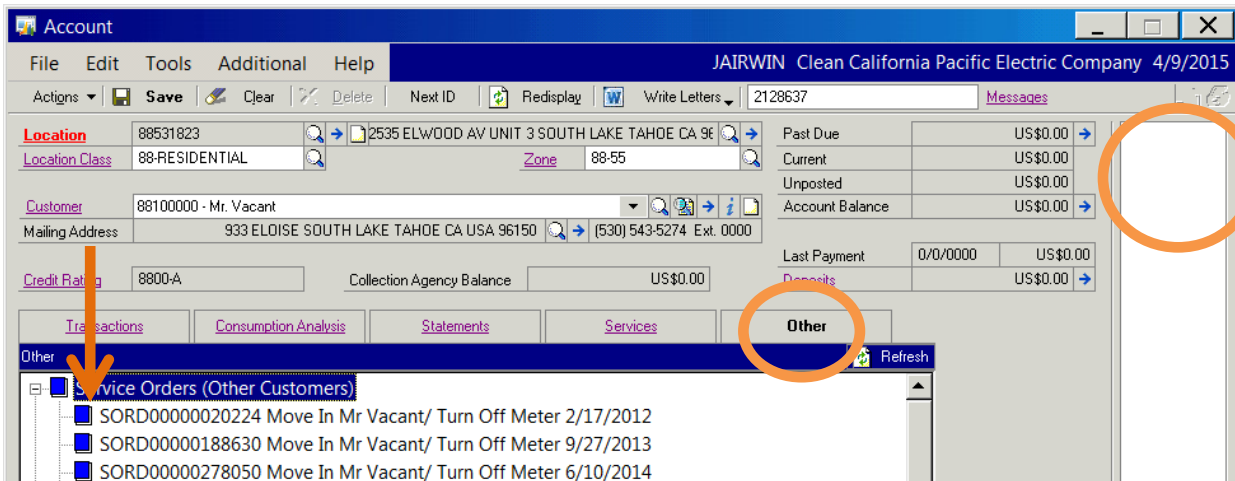 Account
File Edit Tools Additional Help JAIRWIN Clean California Pacific Electric Company 4/9/2015
Actions Save Clear Delete Next ID Redisplay Write Letters 2128637 Messages
Location 88531823 2535 ELWOOD AV UNIT 3 SOUTH LAKE TAHOE CA 96 Past Due US$0.00
Location Class 88-RESIDENTIAL Zone 88-55 Current US$0.00
Unposted US$0.00
Customer 88100000 - Mr. Vacant Account Balance US$0.00
Mailing Address 933 ELOISE SOUTH LAKE TAHOE CA USA 96150 (530) 543-5274 Ext. 0000
Last Payment 0/0/0000 US$0.00
Credit Rating 8800-A Collection Agency Balance US$0.00 Deposits US$0.00
Transactions Consumption Analysis Statements Services Other
Other Refresh
Service Orders (Other Customers)
SORD00000020224 Move In Mr Vacant/ Turn Off Meter 2/17/2012
SORD00000188630 Move In Mr Vacant/ Turn Off Meter 9/27/2013
SORD00000278050 Move In Mr Vacant/ Turn Off Meter 6/10/2014